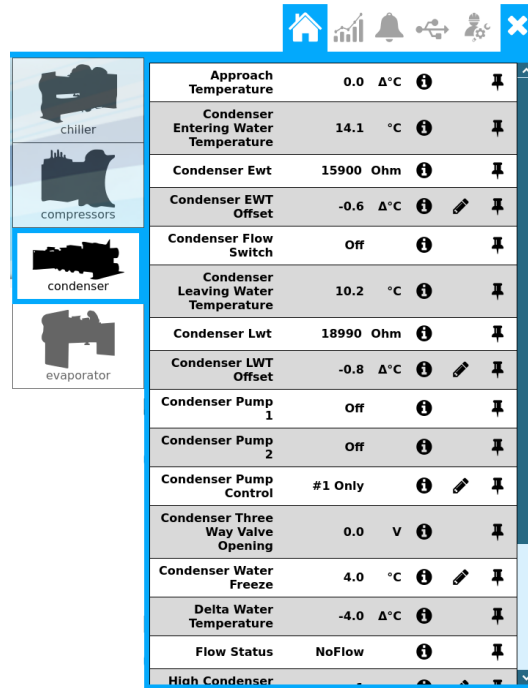 chiller
compressors
condenser
evaporator
Approach
Temperature
0.0 Δ°C
Condenser
Entering Water
Temperature
14.1 °C
Condenser Ewt
15900 Ohm
Condenser EWT
Offset
-0.6 Δ°C
Condenser Flow
Switch
Off
Condenser
Leaving Water
Temperature
10.2 °C
Condenser Lwt
18990 Ohm
Condenser LWT
Offset
-0.8 Δ°C
Condenser Pump
1
Off
Condenser Pump
2
Off
Condenser Pump
Control
#1 Only
Condenser Three
Way Valve
Opening
0.0 V
Condenser Water
Freeze
4.0 °C
Delta Water
Temperature
-4.0 Δ°C
Flow Status
NoFlow
High Condenser